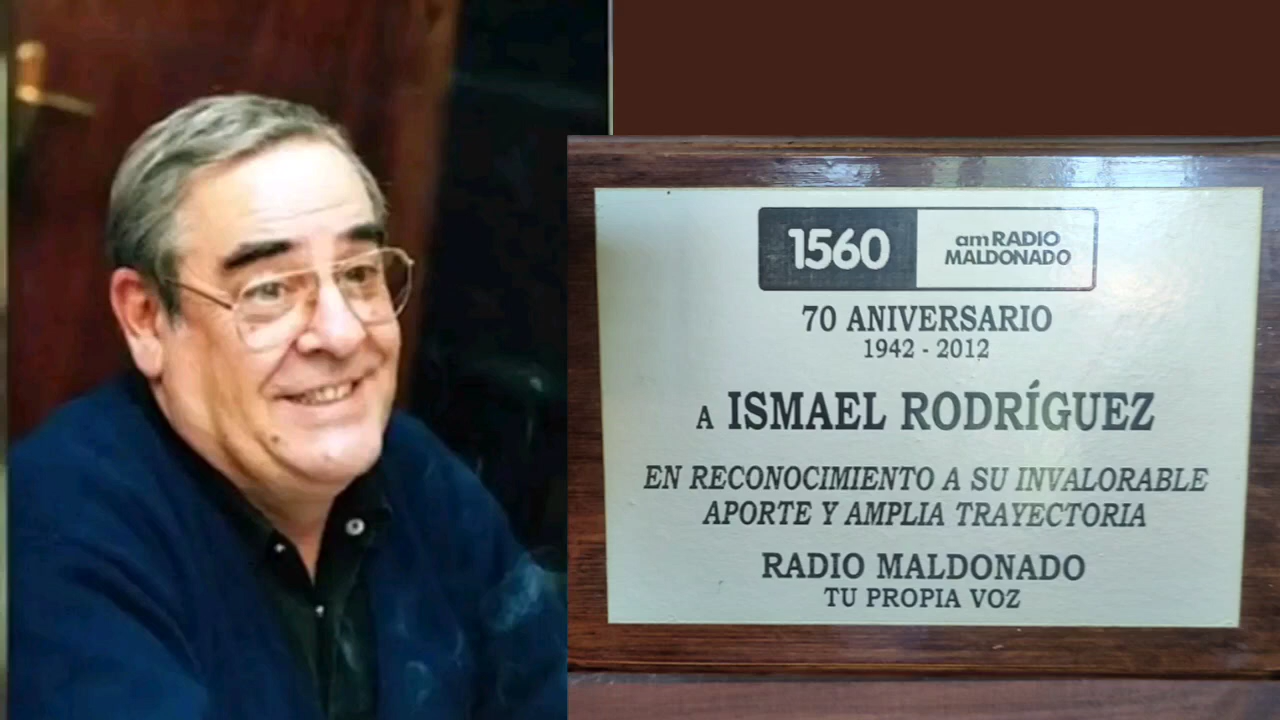 1560
am RADIO
MALDONADO
70 ANIVERSARIO
1942 - 2012
A ISMAEL RODRÍGUEZ
EN RECONOCIMIENTO A SU INVALORABLE
APORTE Y AMPLIA TRAYECTORIA
RADIO MALDONADO
TU PROPIA VOZ